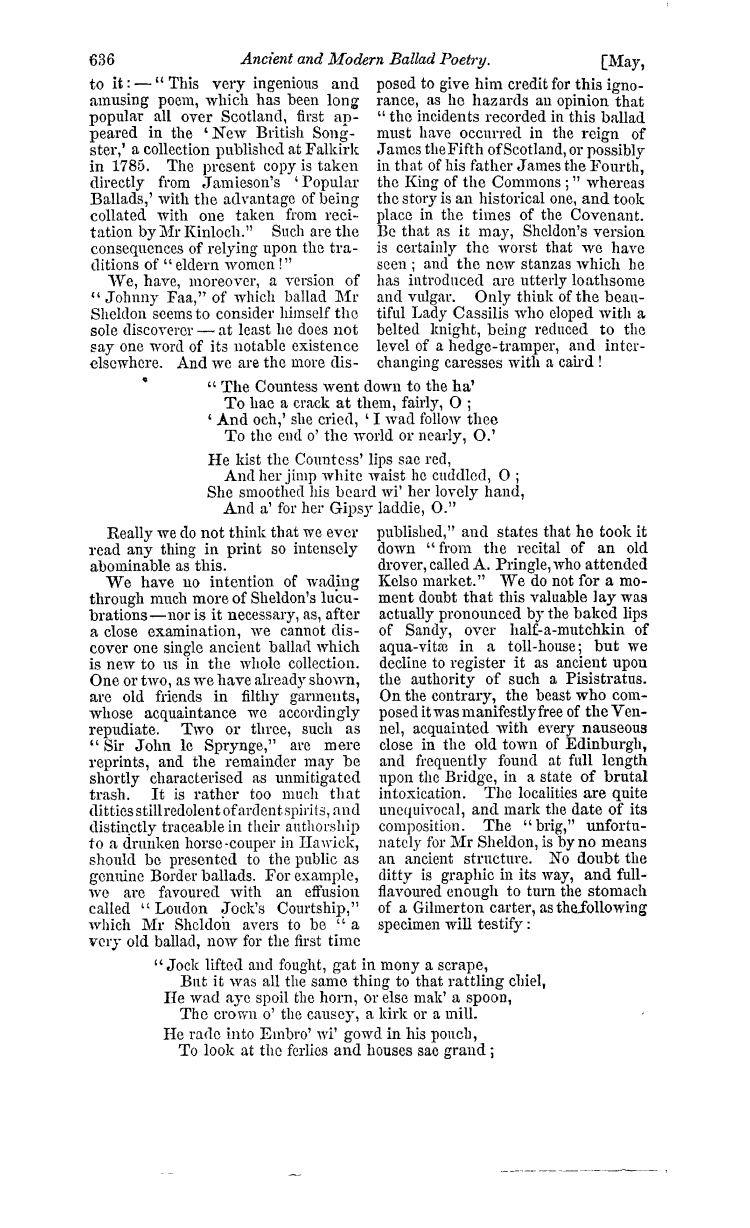 636 Ancient and Modern Ballad Poetry. [May,
to it: — "This very ingenious and
amusing poem, which has been long
popular all over Scotland, first ap-
peared in the 'New British Song-
ster,' a collection published at Falkirk
in 1785. The present copy is taken
directly from Jamieson's 'Popular
Ballads,' with the advantage of being
collated with one taken from reci-
tation by Mr Kinloch." Such are the
consequences of relying upon the tra-
ditions of "eldern women!"
We, have, moreover, a version of
"Johnny Faa," of which ballad Mr
Sheldon seems to consider himself the
sole discoverer — at least he does not
say one word of its notable existence
elsewhere. And we are the more dis-
posed to give him credit for this igno-
rance, as he hazards an opinion that
"the incidents recorded in this ballad
must have occurred in the reign of
James the Fifth of Scotland, or possibly
in that of his father James the Fourth,
the King of the Commons;" whereas
the story is an historical one, and took
place in the times of the Covenant.
Be that as it may, Sheldon's version
is certainly the worst that we have
seen; and the new stanzas which he
has introduced are utterly loathsome
and vulgar. Only think of the beau-
tiful Lady Cassilis who eloped with a
belted knight, being reduced to the
level of a hedge-tramper, and inter-
changing caresses with a caird!
"The Countess went down to the ha'
To hae a crack at them, fairly, O;
'And och,' she cried, 'I wad follow thee
To the end o' the world or nearly, O.'
He kist the Countess' lips sae red,
And her jimp white waist he cuddled, O;
She smoothed his beard wi' her lovely hand,
And a' for her Gipsy laddie, O."
Really we do not think that we ever
read any thing in print so intensely
abominable as this.
We have no intention of wading
through much more of Sheldon's lucu-
brations—nor is it necessary, as, after
a close examination, we cannot dis-
cover one single ancient ballad which
is new to us in the whole collection.
One or two, as we have already shown,
are old friends in filthy garments,
whose acquaintance we accordingly
repudiate. Two or three, such as
"Sir John le Sprynge," are mere
reprints, and the remainder may be
shortly characterised as unmitigated
trash. It is rather too much that
ditties still redolent of ardent spirits, and
distinctly traceable in their authorship
to a drunken horse-couper in Hawick,
should be presented to the public as
genuine Border ballads. For example,
we are favoured with an effusion
called "Loudon Jock's Courtship,"
which Mr Sheldon avers to be "a
very old ballad, now for the first time
published," and states that he took it
down "from the recital of an old
drover, called A. Pringle, who attended
Kelso market." We do not for a mo-
ment doubt that this valuable lay was
actually pronounced by the baked lips
of Sandy, over half-a-mutchkin of
aqua-vitæ in a toll-house; but we
decline to register it as ancient upon
the authority of such a Pisistratus.
On the contrary, the beast who com-
posed it was manifestly free of the Ven-
nel, acquainted with every nauseous
close in the old town of Edinburgh,
and frequently found at full length
upon the Bridge, in a state of brutal
intoxication. The localities are quite
unequivocal, and mark the date of its
composition. The "brig," unfortu-
nately for Mr Sheldon, is by no means
an ancient structure. No doubt the
ditty is graphic in its way, and full-
flavoured enough to turn the stomach
of a Gilmerton carter, as the following
specimen will testify:
"Jock lifted and fought, gat in mony a scrape,
But it was all the same thing to that rattling chiel,
He wad aye spoil the horn, or else mak' a spoon,
The crown o' the causey, a kirk or a mill.
He rade into Embro' wi' gowd in his pouch,
To look at the ferlies and houses sae grand;